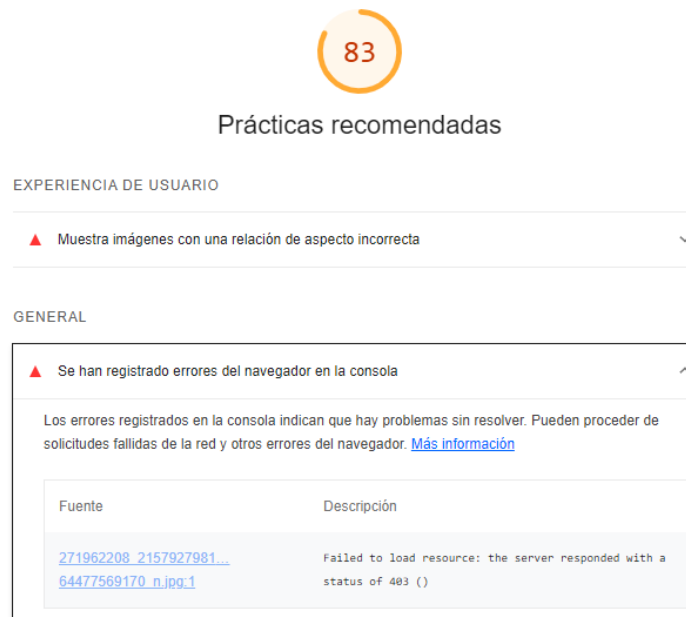 83
Prácticas recomendadas
EXPERIENCIA DE USUARIO
Muestra imágenes con una relación de aspecto incorrecta
GENERAL
Se han registrado errores del navegador en la consola
Los errores registrados en la consola indican que hay problemas sin resolver. Pueden proceder de
solicitudes fallidas de la red y otros errores del navegador. Más información
Fuente Descripción
271962208_2157927981... Failed to load resource: the server responded with a
64477569170_n.jpg:1 status of 403 ()